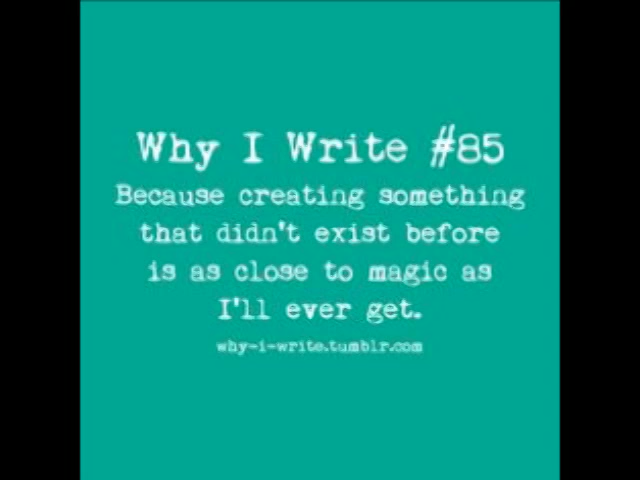 Why I Write #85
Because creating something
that didn't exist before
is as close to magic as
I'll ever get.
why-i-write.tumblr.com